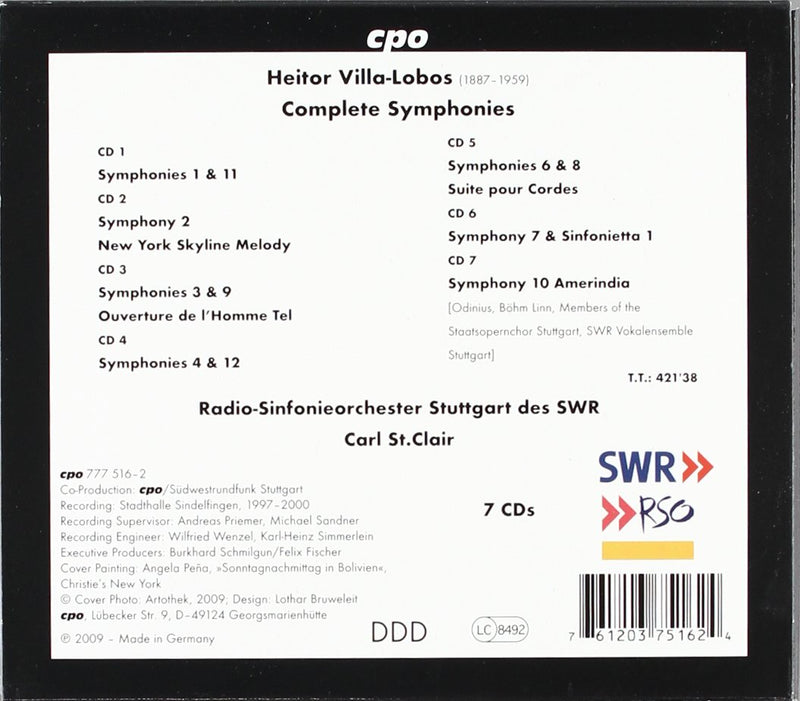 cpo
Heitor Villa-Lobos (1887-1959)
Complete Symphonies
CD 1
Symphonies 1 & 11
CD 2
Symphony 2
New York Skyline Melody
CD 3
Symphonies 3 & 9
Ouverture de l'Homme Tel
CD 4
Symphonies 4 & 12
CD 5
Symphonies 6 & 8
Suite pour Cordes
CD 6
Symphony 7 & Sinfonietta 1
CD 7
Symphony 10 Amerindia
[Odinius, Böhm Linn, Members of the
Staatsopernchor Stuttgart, SWR Vokalensemble
Stuttgart]
T.T.: 421'38
Radio-Sinfonieorchester Stuttgart des SWR
Carl St.Clair
cpo 777 516-2
Co-Production: cpo/Südwestrundfunk Stuttgart
Recording: Stadthalle Sindelfingen, 1997-2000
Recording Supervisor: Andreas Priemer, Michael Sandner
Recording Engineer: Wilfried Wenzel, Karl-Heinz Simmerlein
Executive Producers: Burkhard Schmilgun/Felix Fischer
Cover Painting: Angela Peña, »Sonntagnachmittag in Bolivien«,
Christie's New York
© Cover Photo: Artothek, 2009; Design: Lothar Bruweleit
cpo, Lübecker Str. 9, D-49124 Georgsmarienhütte
℗ 2009 – Made in Germany
7 CDs
DDD
LC 8492
SWR
RSO
7 61203 75162 4